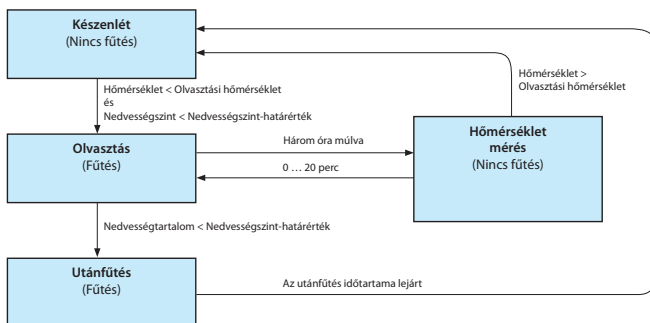 Készenlét
(Nincs fűtés)
Hőmérséklet >
Olvasztási hőmérséklet
Hőmérséklet < Olvasztási hőmérséklet
és
Nedvességszint < Nedvességszint-határérték
Olvasztás
(Fűtés)
Három óra múlva
0 … 20 perc
Hőmérséklet
mérés
(Nincs fűtés)
Nedvességtartalom < Nedvességszint-határérték
Utánfűtés
(Fűtés)
Az utánfűtés időtartama lejárt